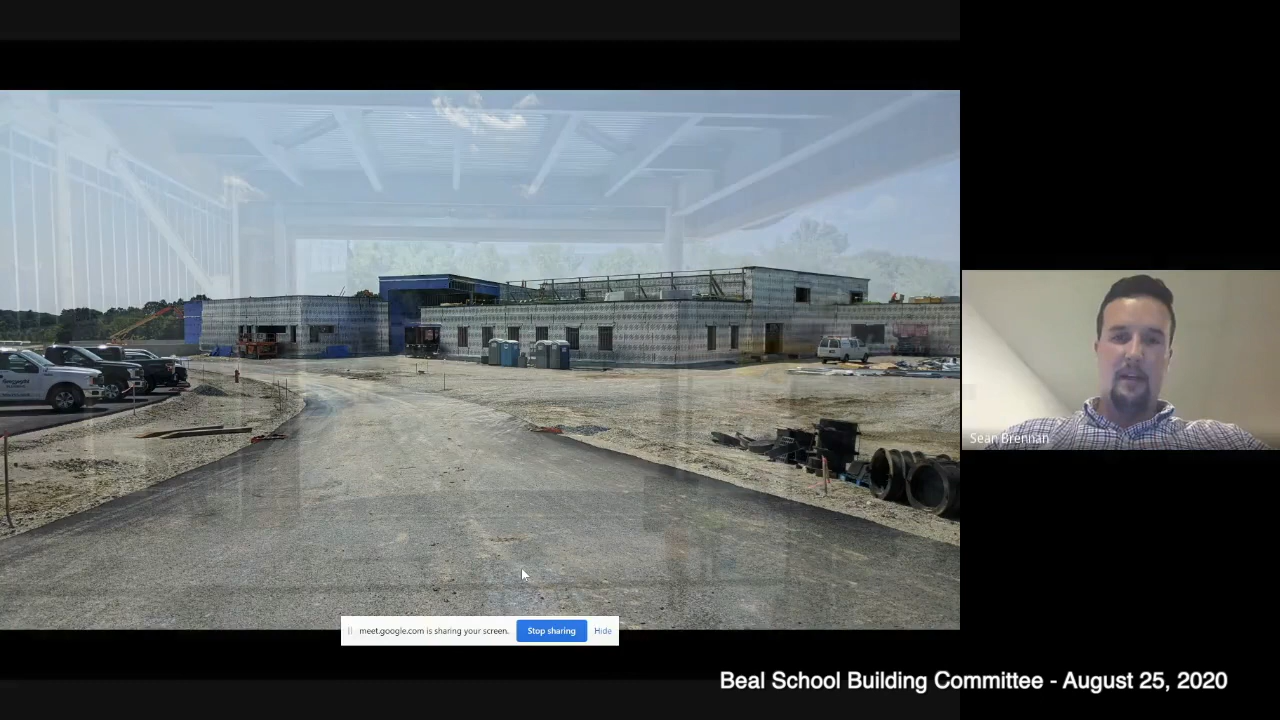 Sean Brennan
meet.google.com is sharing your screen.
Stop sharing
Hide
Beal School Building Committee - August 25, 2020